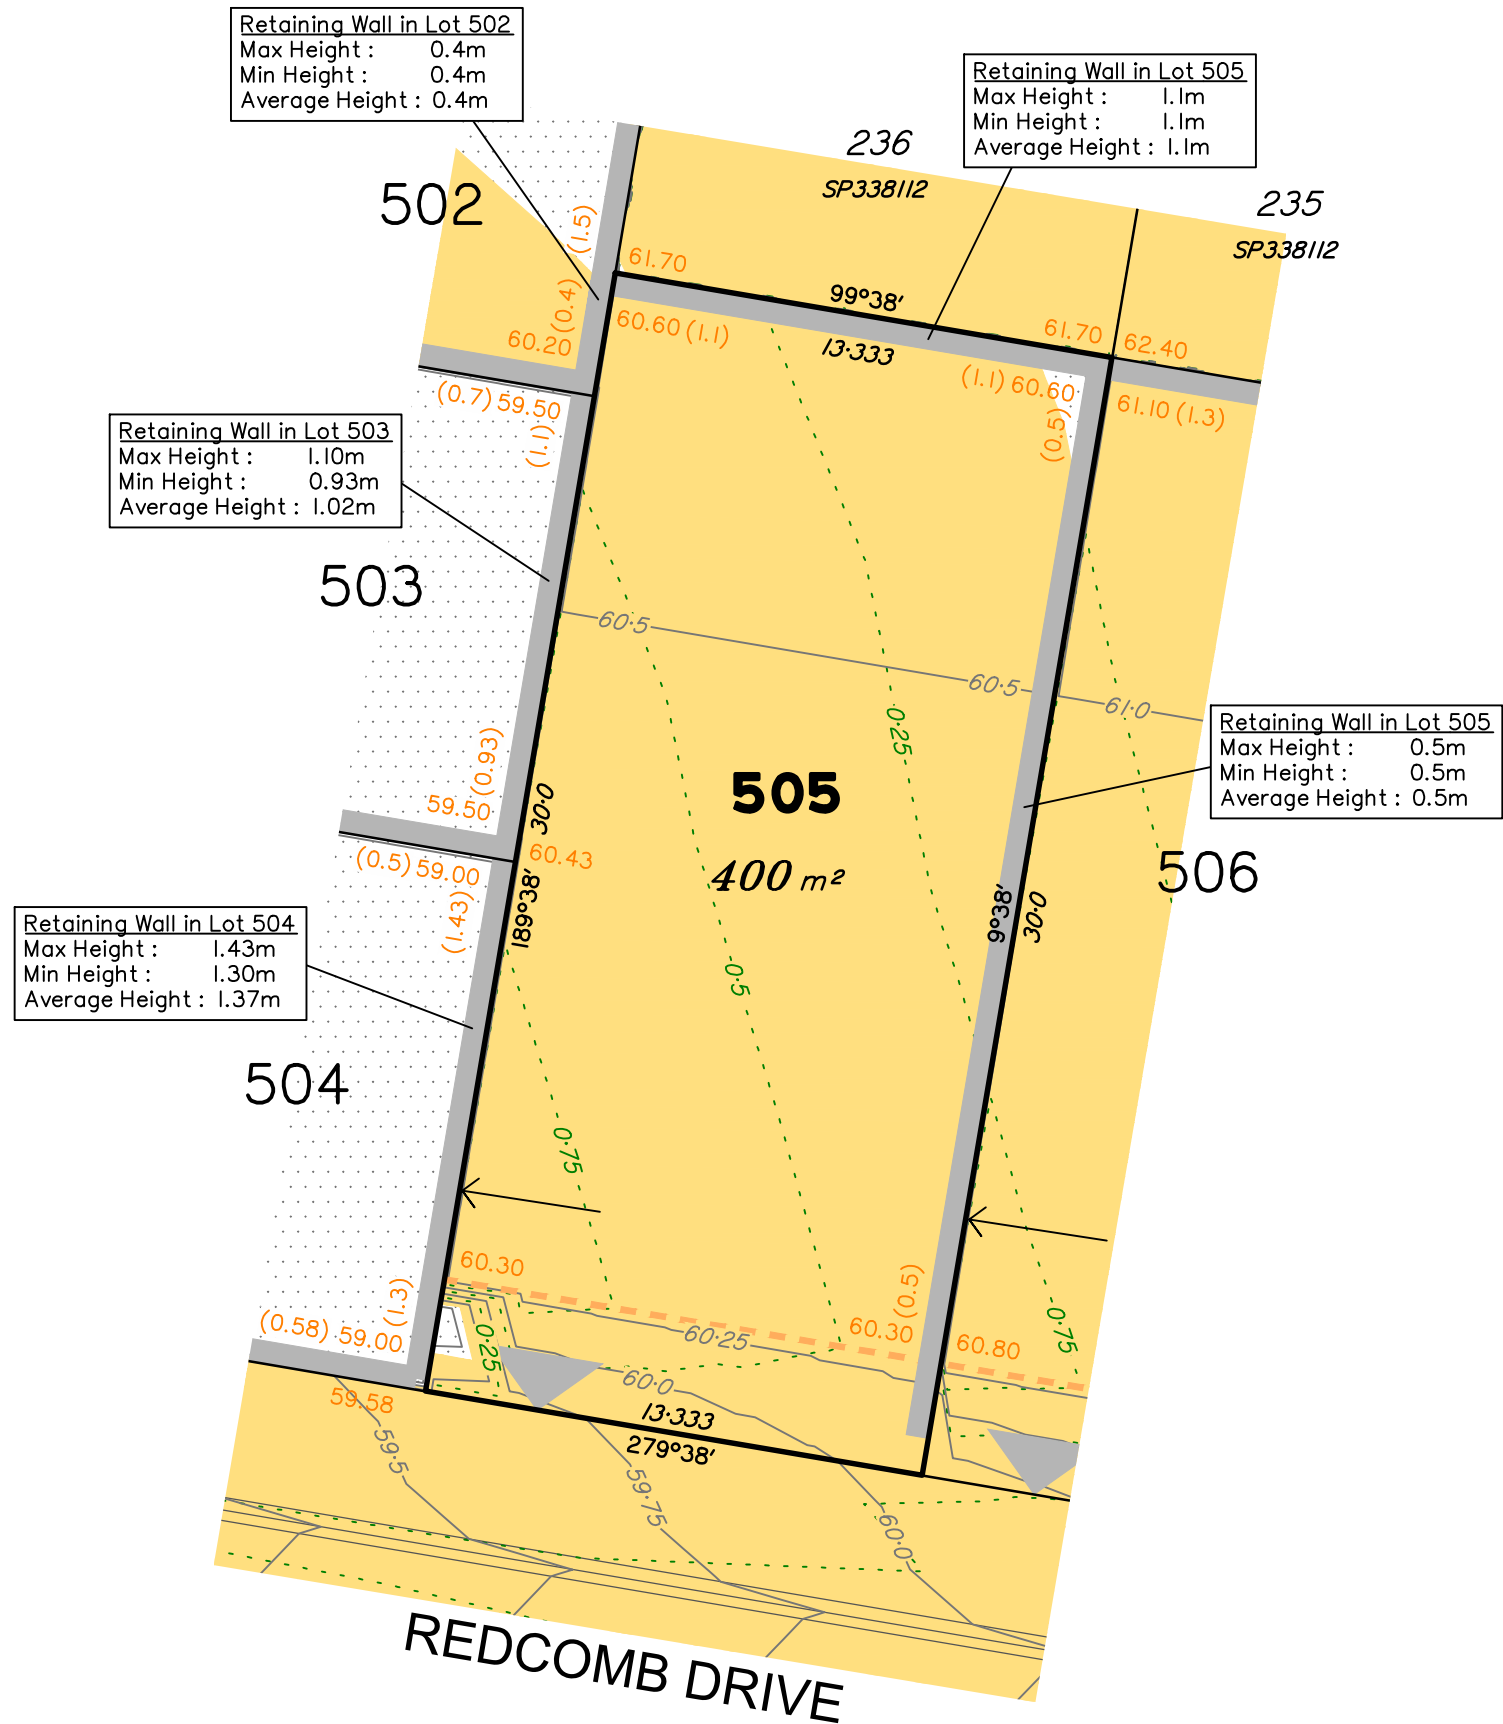 Retaining Wall in Lot 502
Max Height : 0.4m
Min Height : 0.4m
Average Height : 0.4m
Retaining Wall in Lot 505
Max Height : 1.1m
Min Height : 1.1m
Average Height : 1.1m
236
SP338112
235
SP338112
502
(1.5)
61.70
99°38'
(0.4)
60.20
60.60 (1.1)
13·333
61.70
62.40
(0.7) 59.50
(1.1)
(1.1) 60.60
(0.5)
61.10 (1.3)
Retaining Wall in Lot 503
Max Height : 1.10m
Min Height : 0.93m
Average Height : 1.02m
503
60·5
60·5
61·0
0·25
Retaining Wall in Lot 505
Max Height : 0.5m
Min Height : 0.5m
Average Height : 0.5m
(0.93)
59.50
30·0
505
400 m²
506
(0.5) 59.00
60.43
(1.43)
189°38'
9°38'
30·0
Retaining Wall in Lot 504
Max Height : 1.43m
Min Height : 1.30m
Average Height : 1.37m
0·5
504
0·75
60.30
(1.3)
(0.58) 59.00
(0.5)
60.30
60.80
0·75
60·25
0·25
60·0
59.58
13·333
279°38'
59·5
59·75
60·0
REDCOMB DRIVE